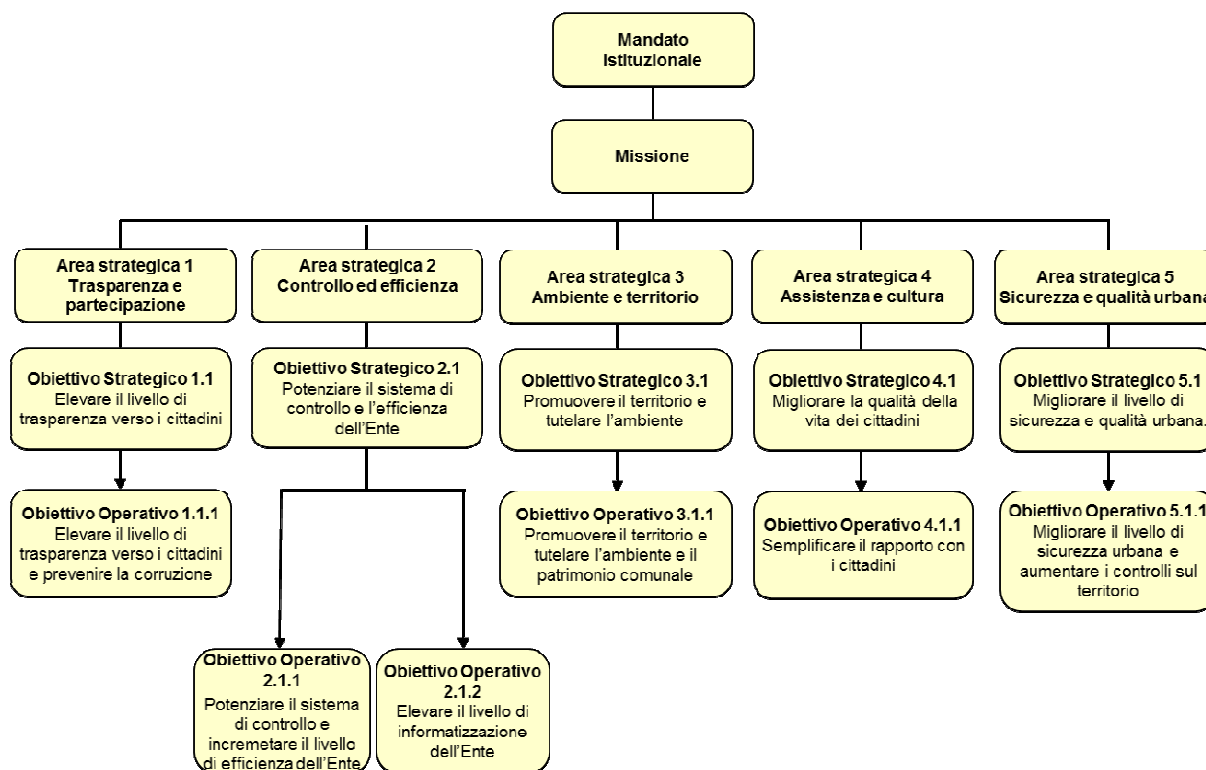 Mandato
istituzionale
Missione
Area strategica 1
Trasparenza e
partecipazione
Area strategica 2
Controllo ed efficienza
Area strategica 3
Ambiente e territorio
Area strategica 4
Assistenza e cultura
Area strategica 5
Sicurezza e qualità urbana
Obiettivo Strategico 1.1
Elevare il livello di
trasparenza verso i cittadini
Obiettivo Strategico 2.1
Potenziare il sistema di
controllo e l'efficienza
dell'Ente
Obiettivo Strategico 3.1
Promuovere il territorio e
tutelare l'ambiente
Obiettivo Strategico 4.1
Migliorare la qualità della
vita dei cittadini
Obiettivo Strategico 5.1
Migliorare il livello di
sicurezza e qualità urbana.
Obiettivo Operativo 1.1.1
Elevare il livello di
trasparenza verso i cittadini
e prevenire la corruzione
Obiettivo Operativo 3.1.1
Promuovere il territorio e
tutelare l'ambiente e il
patrimonio comunale
Obiettivo Operativo 4.1.1
Semplificare il rapporto con
i cittadini
Obiettivo Operativo 5.1.1
Migliorare il livello di
sicurezza urbana e
aumentare i controlli sul
territorio
Obiettivo Operativo
2.1.1
Potenziare il sistema
di controllo e
incremetare il livello
di efficienza dell'Ente
Obiettivo Operativo
2.1.2
Elevare il livello di
informatizzazione
dell'Ente